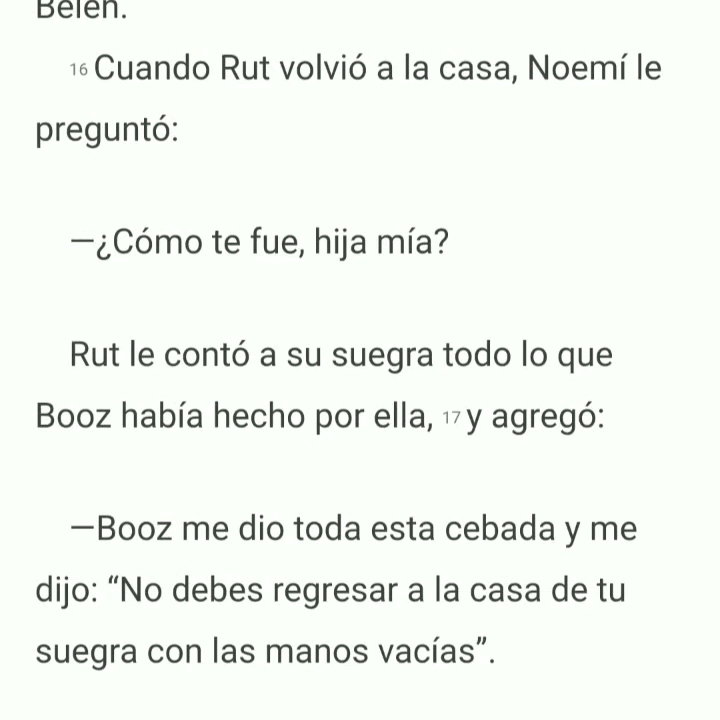 Belén.
16 Cuando Rut volvió a la casa, Noemí le
preguntó:
—¿Cómo te fue, hija mía?
Rut le contó a su suegra todo lo que
Booz había hecho por ella, 17 y agregó:
—Booz me dio toda esta cebada y me
dijo: “No debes regresar a la casa de tu
suegra con las manos vacías”.